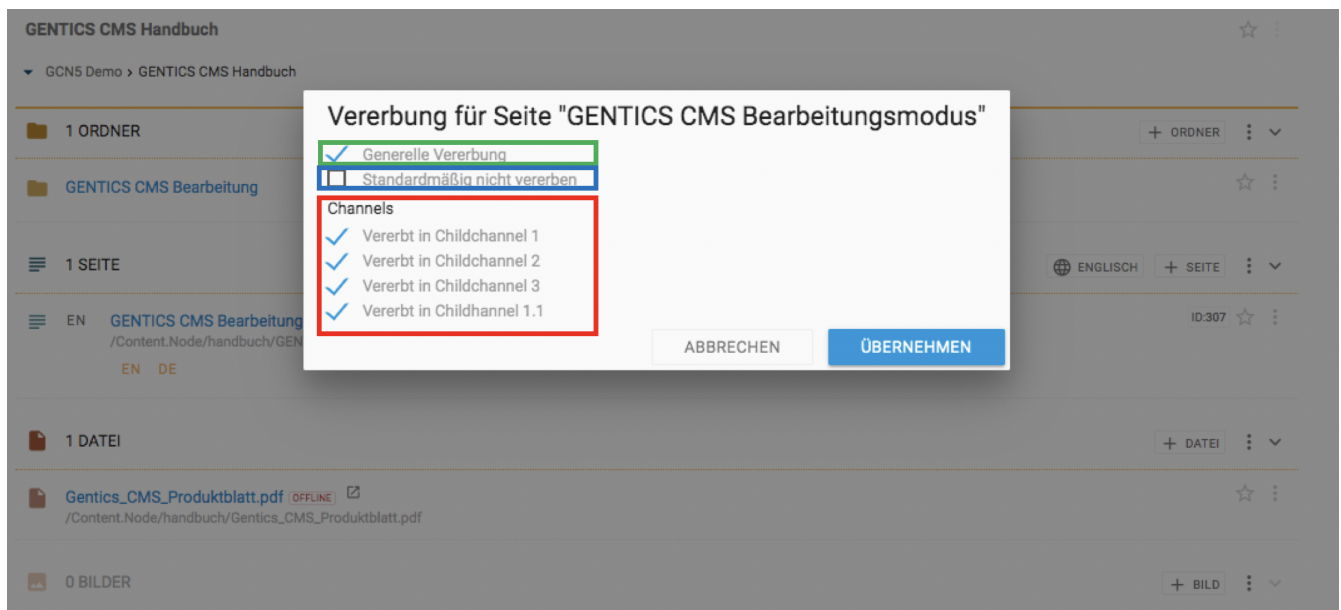 GENTICS CMS Handbuch
GCN5 Demo > GENTICS CMS Handbuch
Vererbung für Seite "GENTICS CMS Bearbeitungsmodus"
Generelle Vererbung
Standardmäßig nicht vererben
Channels
Vererbt in Childchannel 1
Vererbt in Childchannel 2
Vererbt in Childchannel 3
Vererbt in Childhannel 1.1
ABBRECHEN ÜBERNEHMEN
1 ORDNER + ORDNER
GENTICS CMS Bearbeitung
1 SEITE ENGLISCH + SEITE
EN GENTICS CMS Bearbeitung ID:307
/Content.Node/handbuch/GEN
EN DE
1 DATEI + DATEI
Gentics_CMS_Produktblatt.pdf OFFLINE
/Content.Node/handbuch/Gentics_CMS_Produktblatt.pdf
0 BILDER + BILD